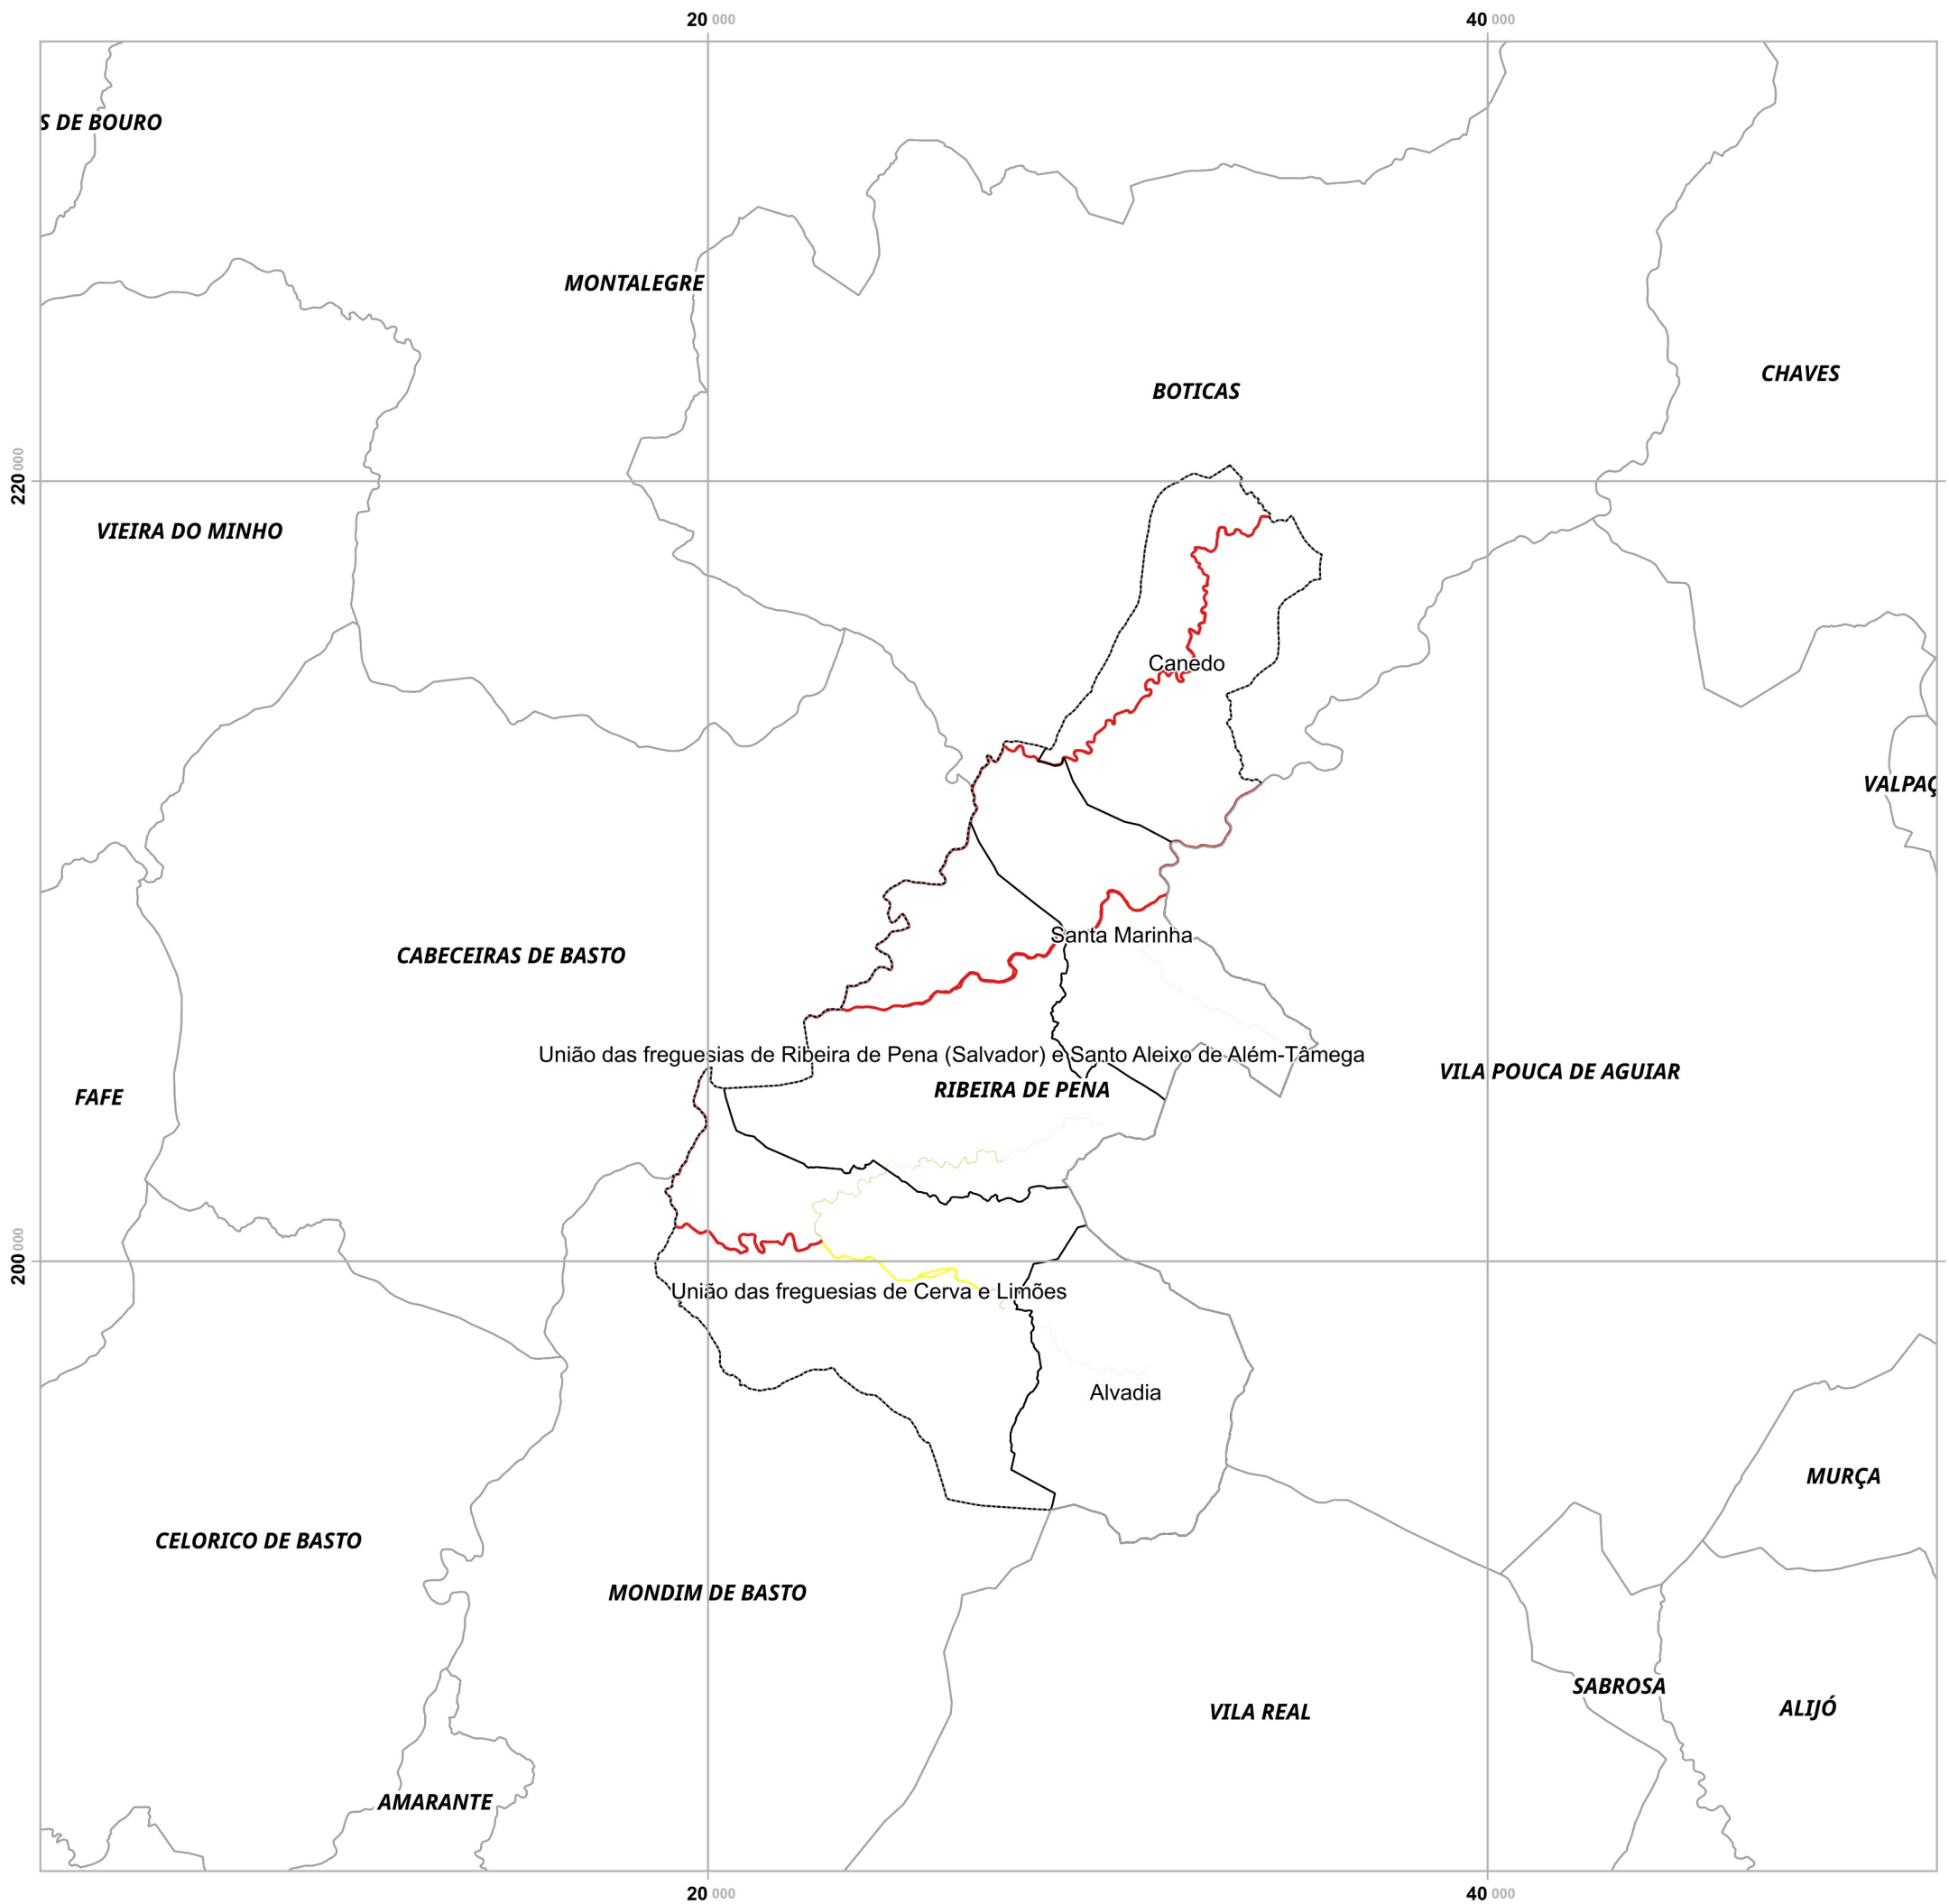 20 000 40 000
S DE BOURO
MONTALEGRE
CHAVES
BOTICAS
220 000
VIEIRA DO MINHO
Canedo
VALPAÇ
Santa Marinha
CABECEIRAS DE BASTO
União das freguesias de Ribeira de Pena (Salvador) e Santo Aleixo de Além-Tâmega
VILA POUCA DE AGUIAR
RIBEIRA DE PENA
FAFE
200 000
União das freguesias de Cerva e Limões
Alvadia
MURÇA
CELORICO DE BASTO
MONDIM DE BASTO
SABROSA
ALIJÓ
VILA REAL
AMARANTE
20 000 40 000